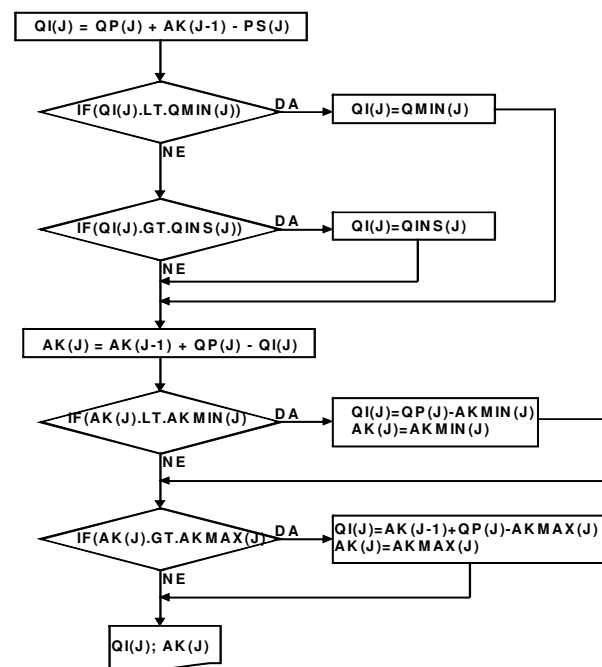 QI(J) = QP(J) + AK(J-1) - PS(J)
IF(QI(J).LT.QMIN(J))
DA
QI(J)=QMIN(J)
NE
IF(QI(J).GT.QINS(J))
DA
QI(J)=QINS(J)
NE
AK(J) = AK(J-1) + QP(J) - QI(J)
IF(AK(J).LT.AKMIN(J)
DA
QI(J)=QP(J)-AKMIN(J)
AK(J)=AKMIN(J)
NE
IF(AK(J).GT.AKMAX(J)
DA
QI(J)=AK(J-1)+QP(J)-AKMAX(J)
AK(J)=AKMAX(J)
NE
QI(J); AK(J)